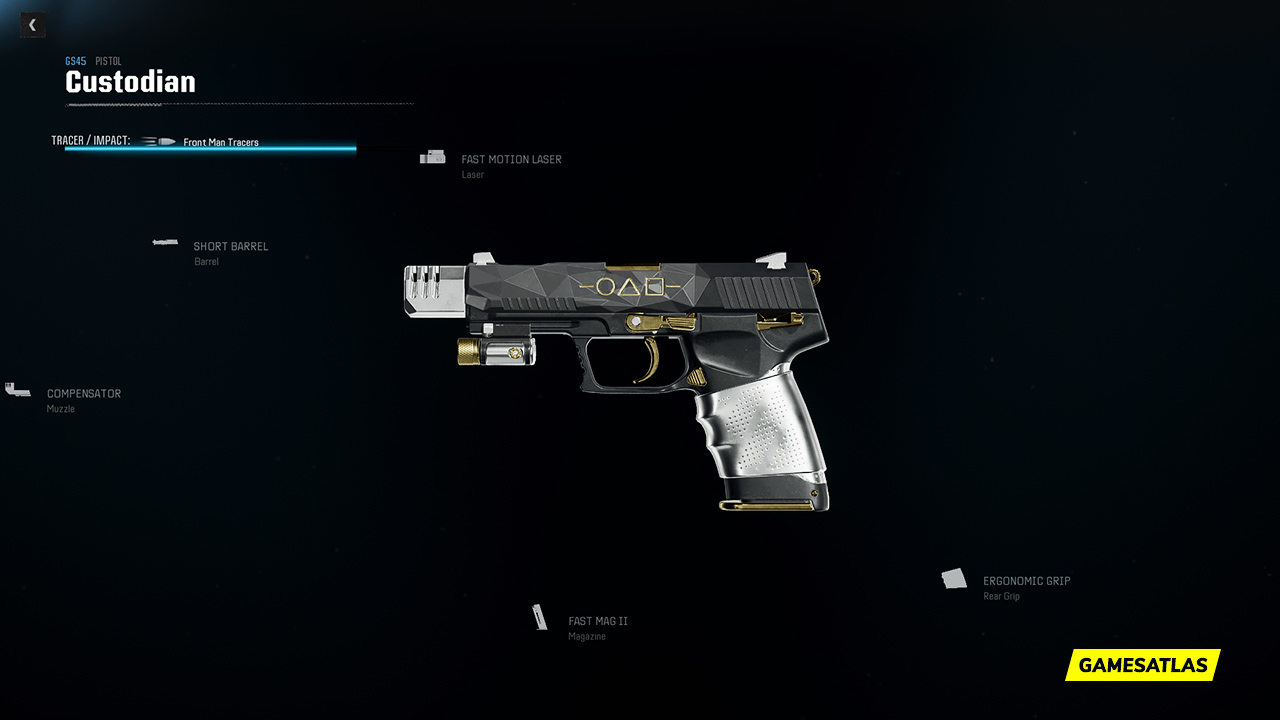 GS45 PISTOL
Custodian
TRACER / IMPACT: Front Man Tracers
FAST MOTION LASER
Laser
SHORT BARREL
Barrel
COMPENSATOR
Muzzle
ERGONOMIC GRIP
Rear Grip
FAST MAG II
Magazine
GAMESATLAS